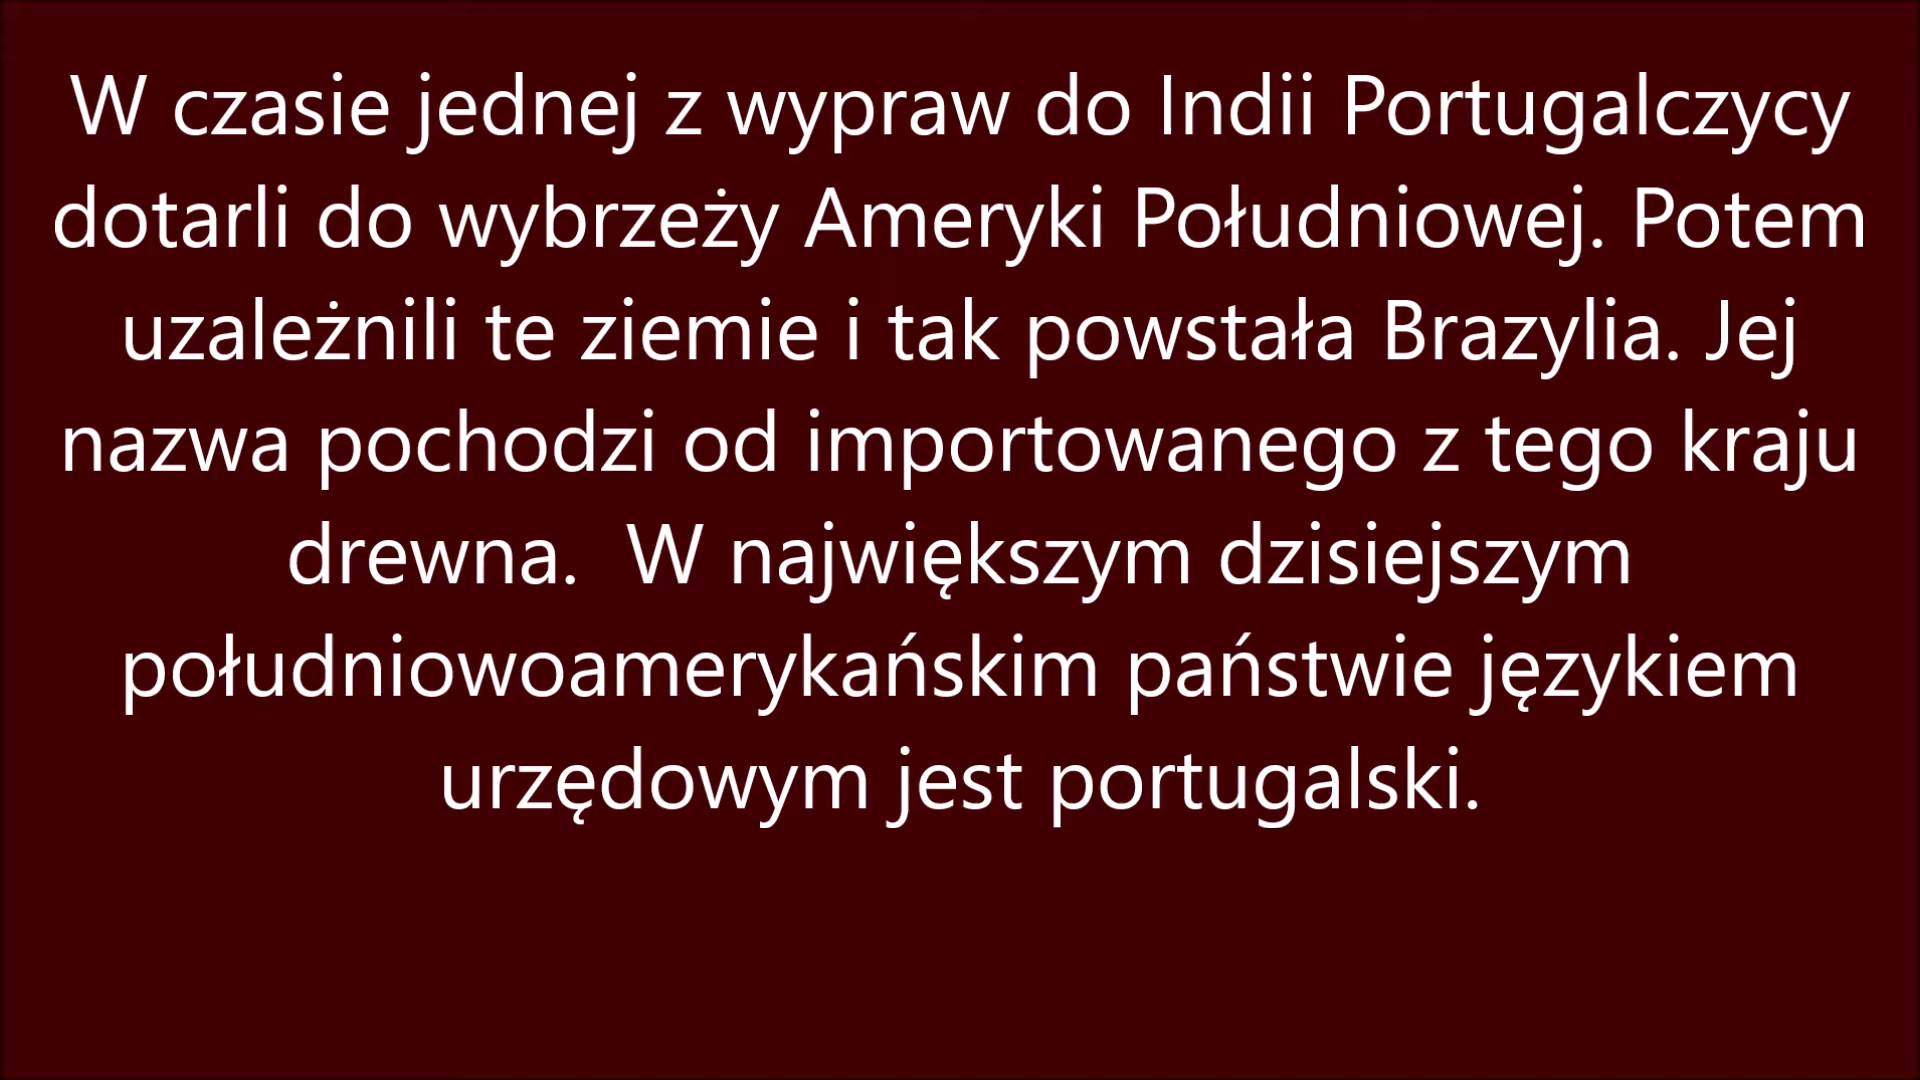 W czasie jednej z wypraw do Indii Portugalczycy
dotarli do wybrzeży Ameryki Południowej. Potem
uzależnili te ziemie i tak powstała Brazylia. Jej
nazwa pochodzi od importowanego z tego kraju
drewna.  W największym dzisiejszym
południowoamerykańskim państwie językiem
urzędowym jest portugalski.